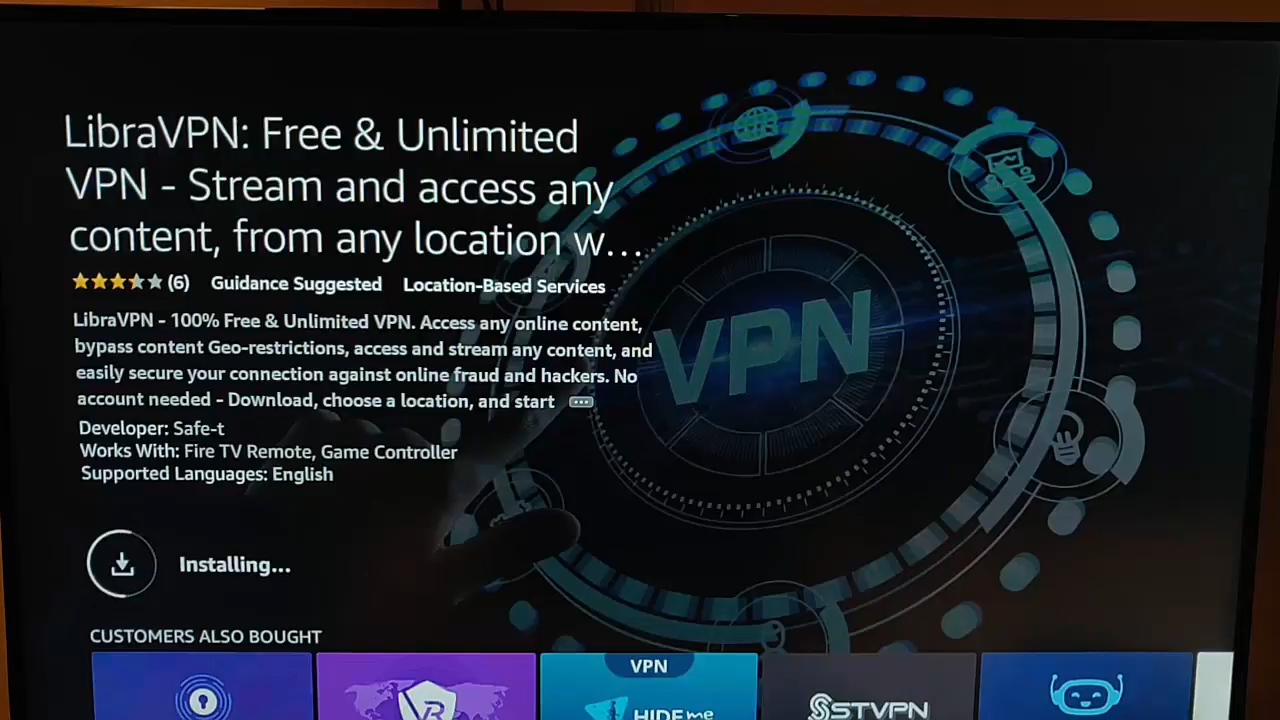 LibraVPN: Free & Unlimited
VPN - Stream and access any
content, from any location w...
(6) Guidance Suggested Location-Based Services
LibraVPN - 100% Free & Unlimited VPN. Access any online content,
bypass content Geo-restrictions, access and stream any content, and
easily secure your connection against online fraud and hackers. No
account needed - Download, choose a location, and start
Developer: Safe-t
Works With: Fire TV Remote, Game Controller
Supported Languages: English
VPN
Installing...
CUSTOMERS ALSO BOUGHT
VR
VPN
HIDEme
SSTVPN